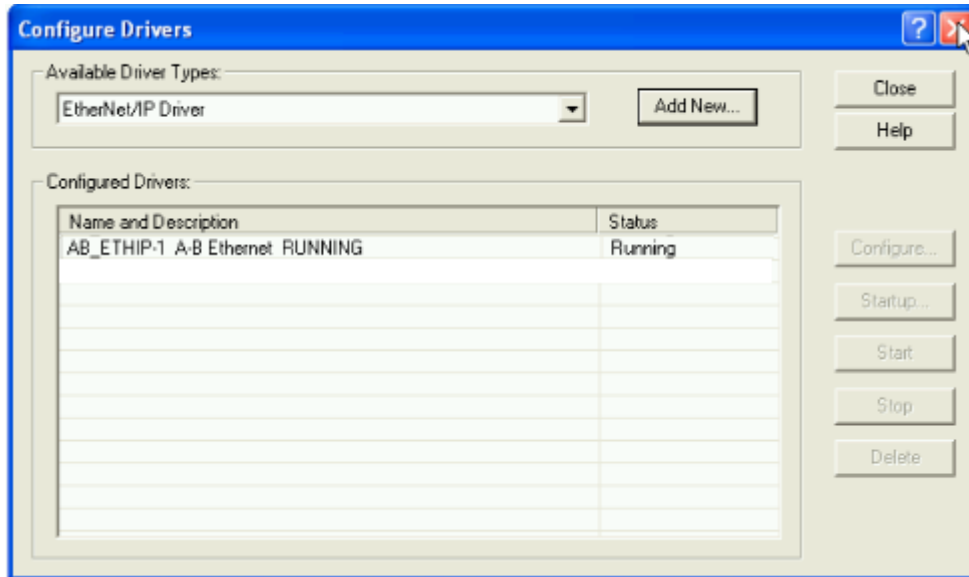 Configure Drivers
?
Available Driver Types:
EtherNet/IP Driver
Add New...
Close
Help
Configured Drivers:
Name and Description Status
AB_ETHIP-1 A-B Ethernet RUNNING Running
Configure...
Startup...
Start
Stop
Delete